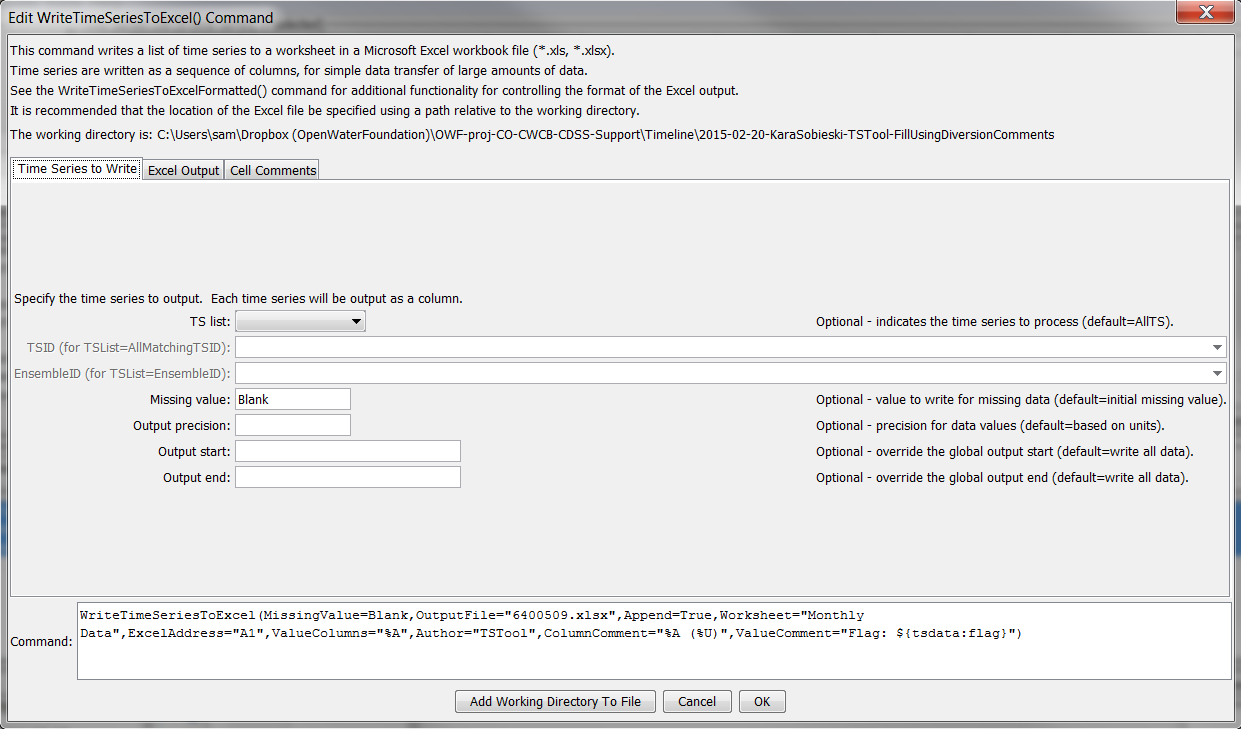 Edit WriteTimeSeriesToExcel() Command
This command writes a list of time series to a worksheet in a Microsoft Excel workbook file (*.xls, *.xlsx).
Time series are written as a sequence of columns, for simple data transfer of large amounts of data.
See the WriteTimeSeriesToExcelFormatted() command for additional functionality for controlling the format of the Excel output.
It is recommended that the location of the Excel file be specified using a path relative to the working directory.
The working directory is: C:\Users\sam\Dropbox (OpenWaterFoundation)\OWF-proj-CO-CWCB-CDSS-Support\Timeline\2015-02-20-KaraSobieski-TSTool-FillUsingDiversionComments
Time Series to Write Excel Output Cell Comments
Specify the time series to output.  Each time series will be output as a column.
TS list: Optional - indicates the time series to process (default=AllTS).
TSID (for TSList=AllMatchingTSID):
EnsembleID (for TSList=EnsembleID):
Missing value: Blank Optional - value to write for missing data (default=initial missing value).
Output precision: Optional - precision for data values (default=based on units).
Output start: Optional - override the global output start (default=write all data).
Output end: Optional - override the global output end (default=write all data).
WriteTimeSeriesToExcel(MissingValue=Blank,OutputFile="6400509.xlsx",Append=True,Worksheet="Monthly
Command: Data",ExcelAddress="A1",ValueColumns="%A",Author="TSTool",ColumnComment="%A (%U)",ValueComment="Flag: ${tsdata:flag}")
Add Working Directory To File Cancel OK